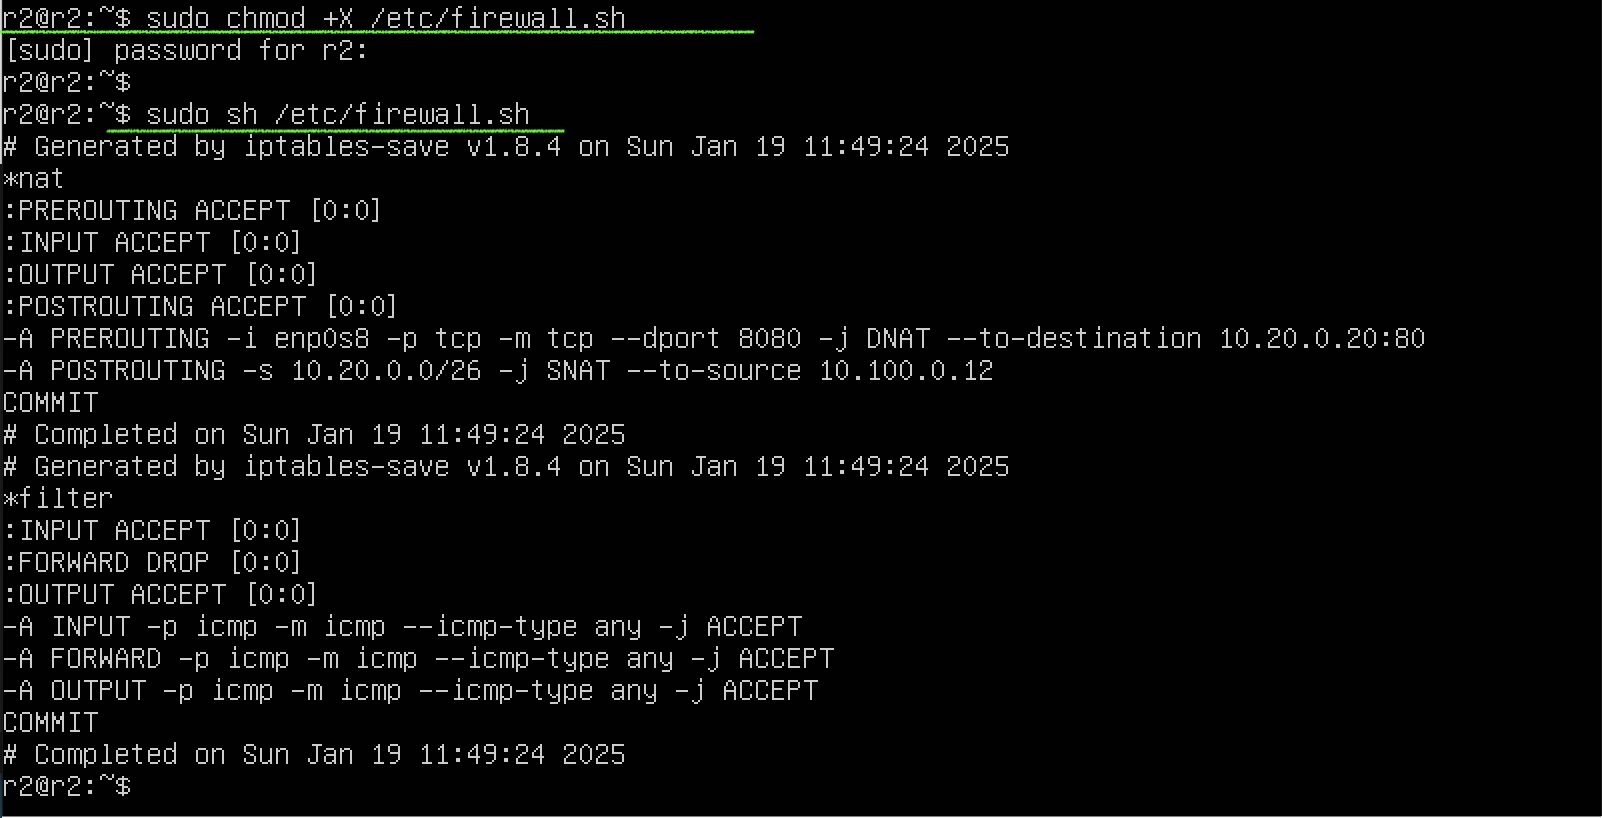 r2@r2:~$ sudo chmod +X /etc/firewall.sh
[sudo] password for r2:
r2@r2:~$
r2@r2:~$ sudo sh /etc/firewall.sh
# Generated by iptables-save v1.8.4 on Sun Jan 19 11:49:24 2025
*nat
:PREROUTING ACCEPT [0:0]
:INPUT ACCEPT [0:0]
:OUTPUT ACCEPT [0:0]
:POSTROUTING ACCEPT [0:0]
-A PREROUTING -i enp0s8 -p tcp -m tcp --dport 8080 -j DNAT --to-destination 10.20.0.20:80
-A POSTROUTING -s 10.20.0.0/26 -j SNAT --to-source 10.100.0.12
COMMIT
# Completed on Sun Jan 19 11:49:24 2025
# Generated by iptables-save v1.8.4 on Sun Jan 19 11:49:24 2025
*filter
:INPUT ACCEPT [0:0]
:FORWARD DROP [0:0]
:OUTPUT ACCEPT [0:0]
-A INPUT -p icmp -m icmp --icmp-type any -j ACCEPT
-A FORWARD -p icmp -m icmp --icmp-type any -j ACCEPT
-A OUTPUT -p icmp -m icmp --icmp-type any -j ACCEPT
COMMIT
# Completed on Sun Jan 19 11:49:24 2025
r2@r2:~$